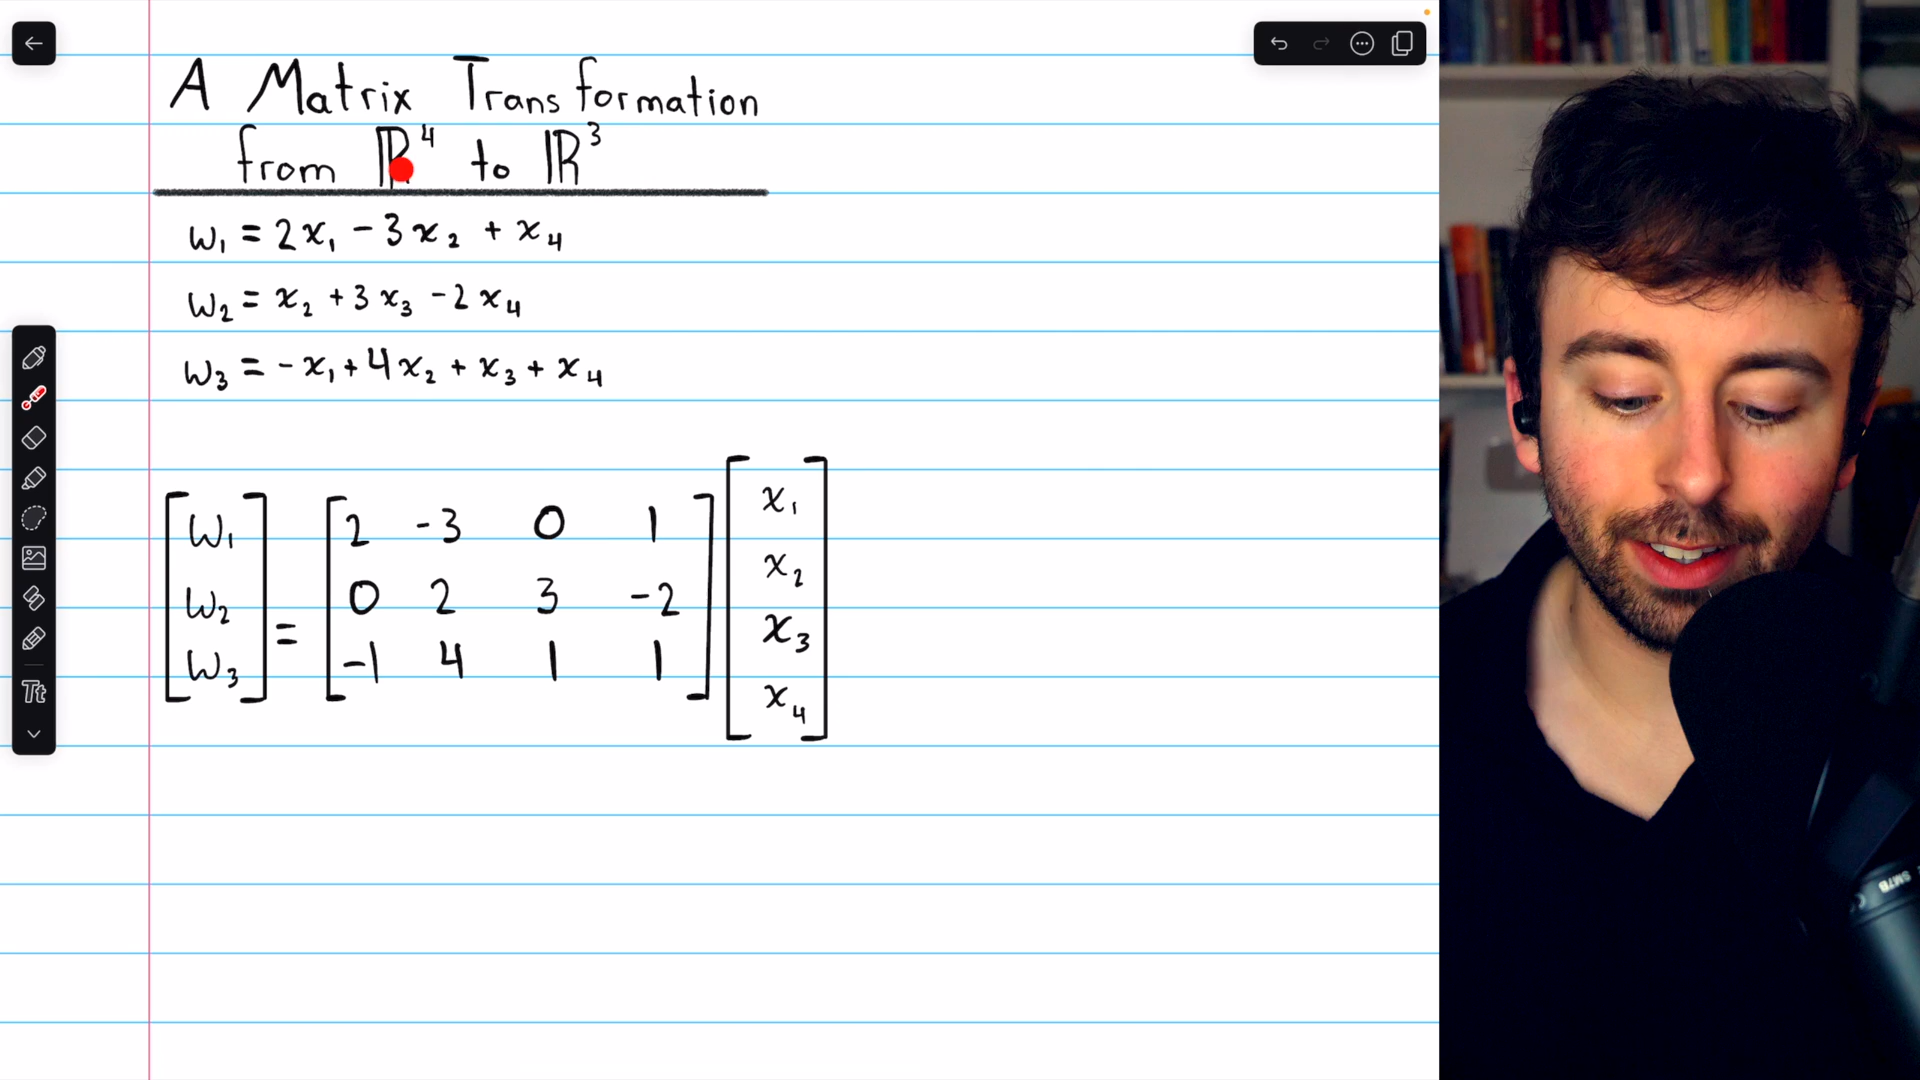 A Matrix Transformation
from ℝ⁴ to ℝ³
w₁ = 2x₁ - 3x₂ + x₄
w₂ = x₂ + 3x₃ - 2x₄
w₃ = -x₁ + 4x₂ + x₃ + x₄
[w₁] = [2 -3 0 1] [x₁]
[w₂] [0 2 3 -2] [x₂]
[w₃] [-1 4 1 1] [x₃]
[x₄]
Tt
SM7B